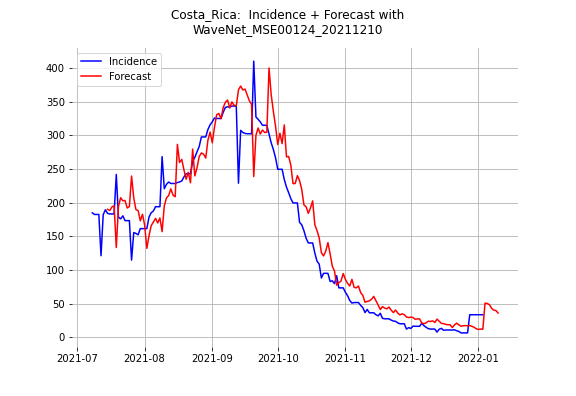 Costa_Rica:  Incidence + Forecast with
WaveNet_MSE00124_20211210
Incidence
Forecast
400
350
300
250
200
150
100
50
0
2021-07 2021-08 2021-09 2021-10 2021-11 2021-12 2022-01